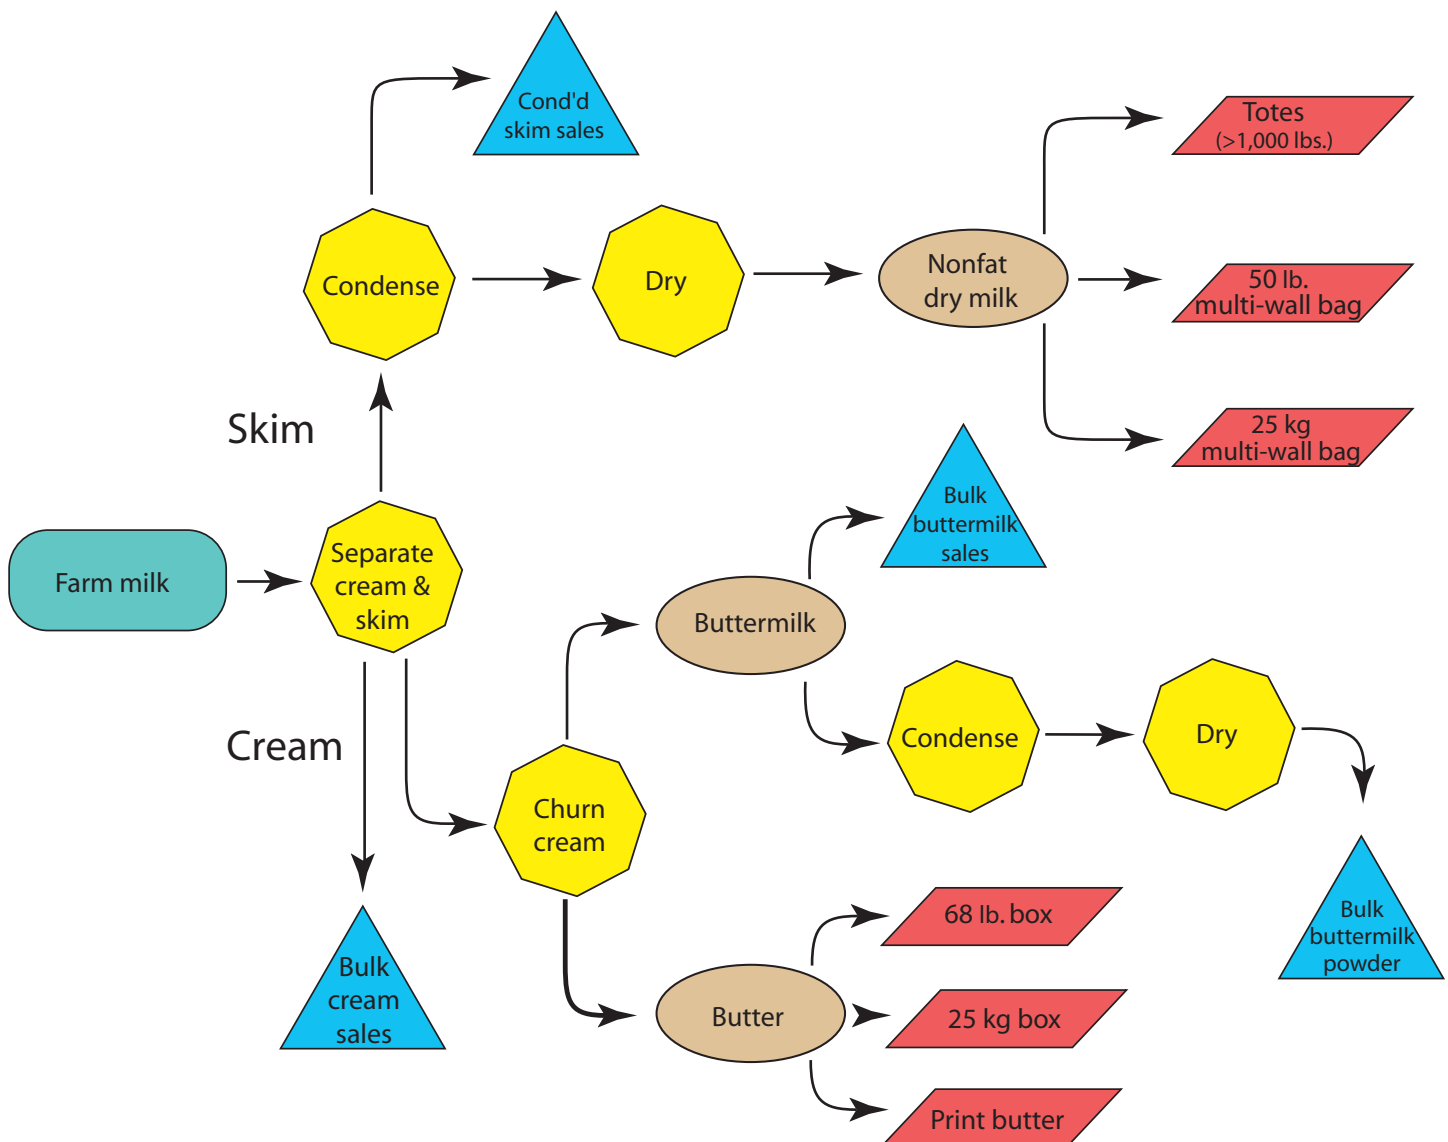 Cond'd
skim sales
Totes
(>1,000 lbs.)
Condense
Dry
Nonfat
dry milk
50 lb.
multi-wall bag
Skim
25 kg
multi-wall bag
Farm milk
Separate
cream &
skim
Bulk
buttermilk
sales
Buttermilk
Cream
Condense
Dry
Churn
cream
Bulk
cream
sales
68 lb. box
Butter
25 kg box
Print butter
Bulk
buttermilk
powder